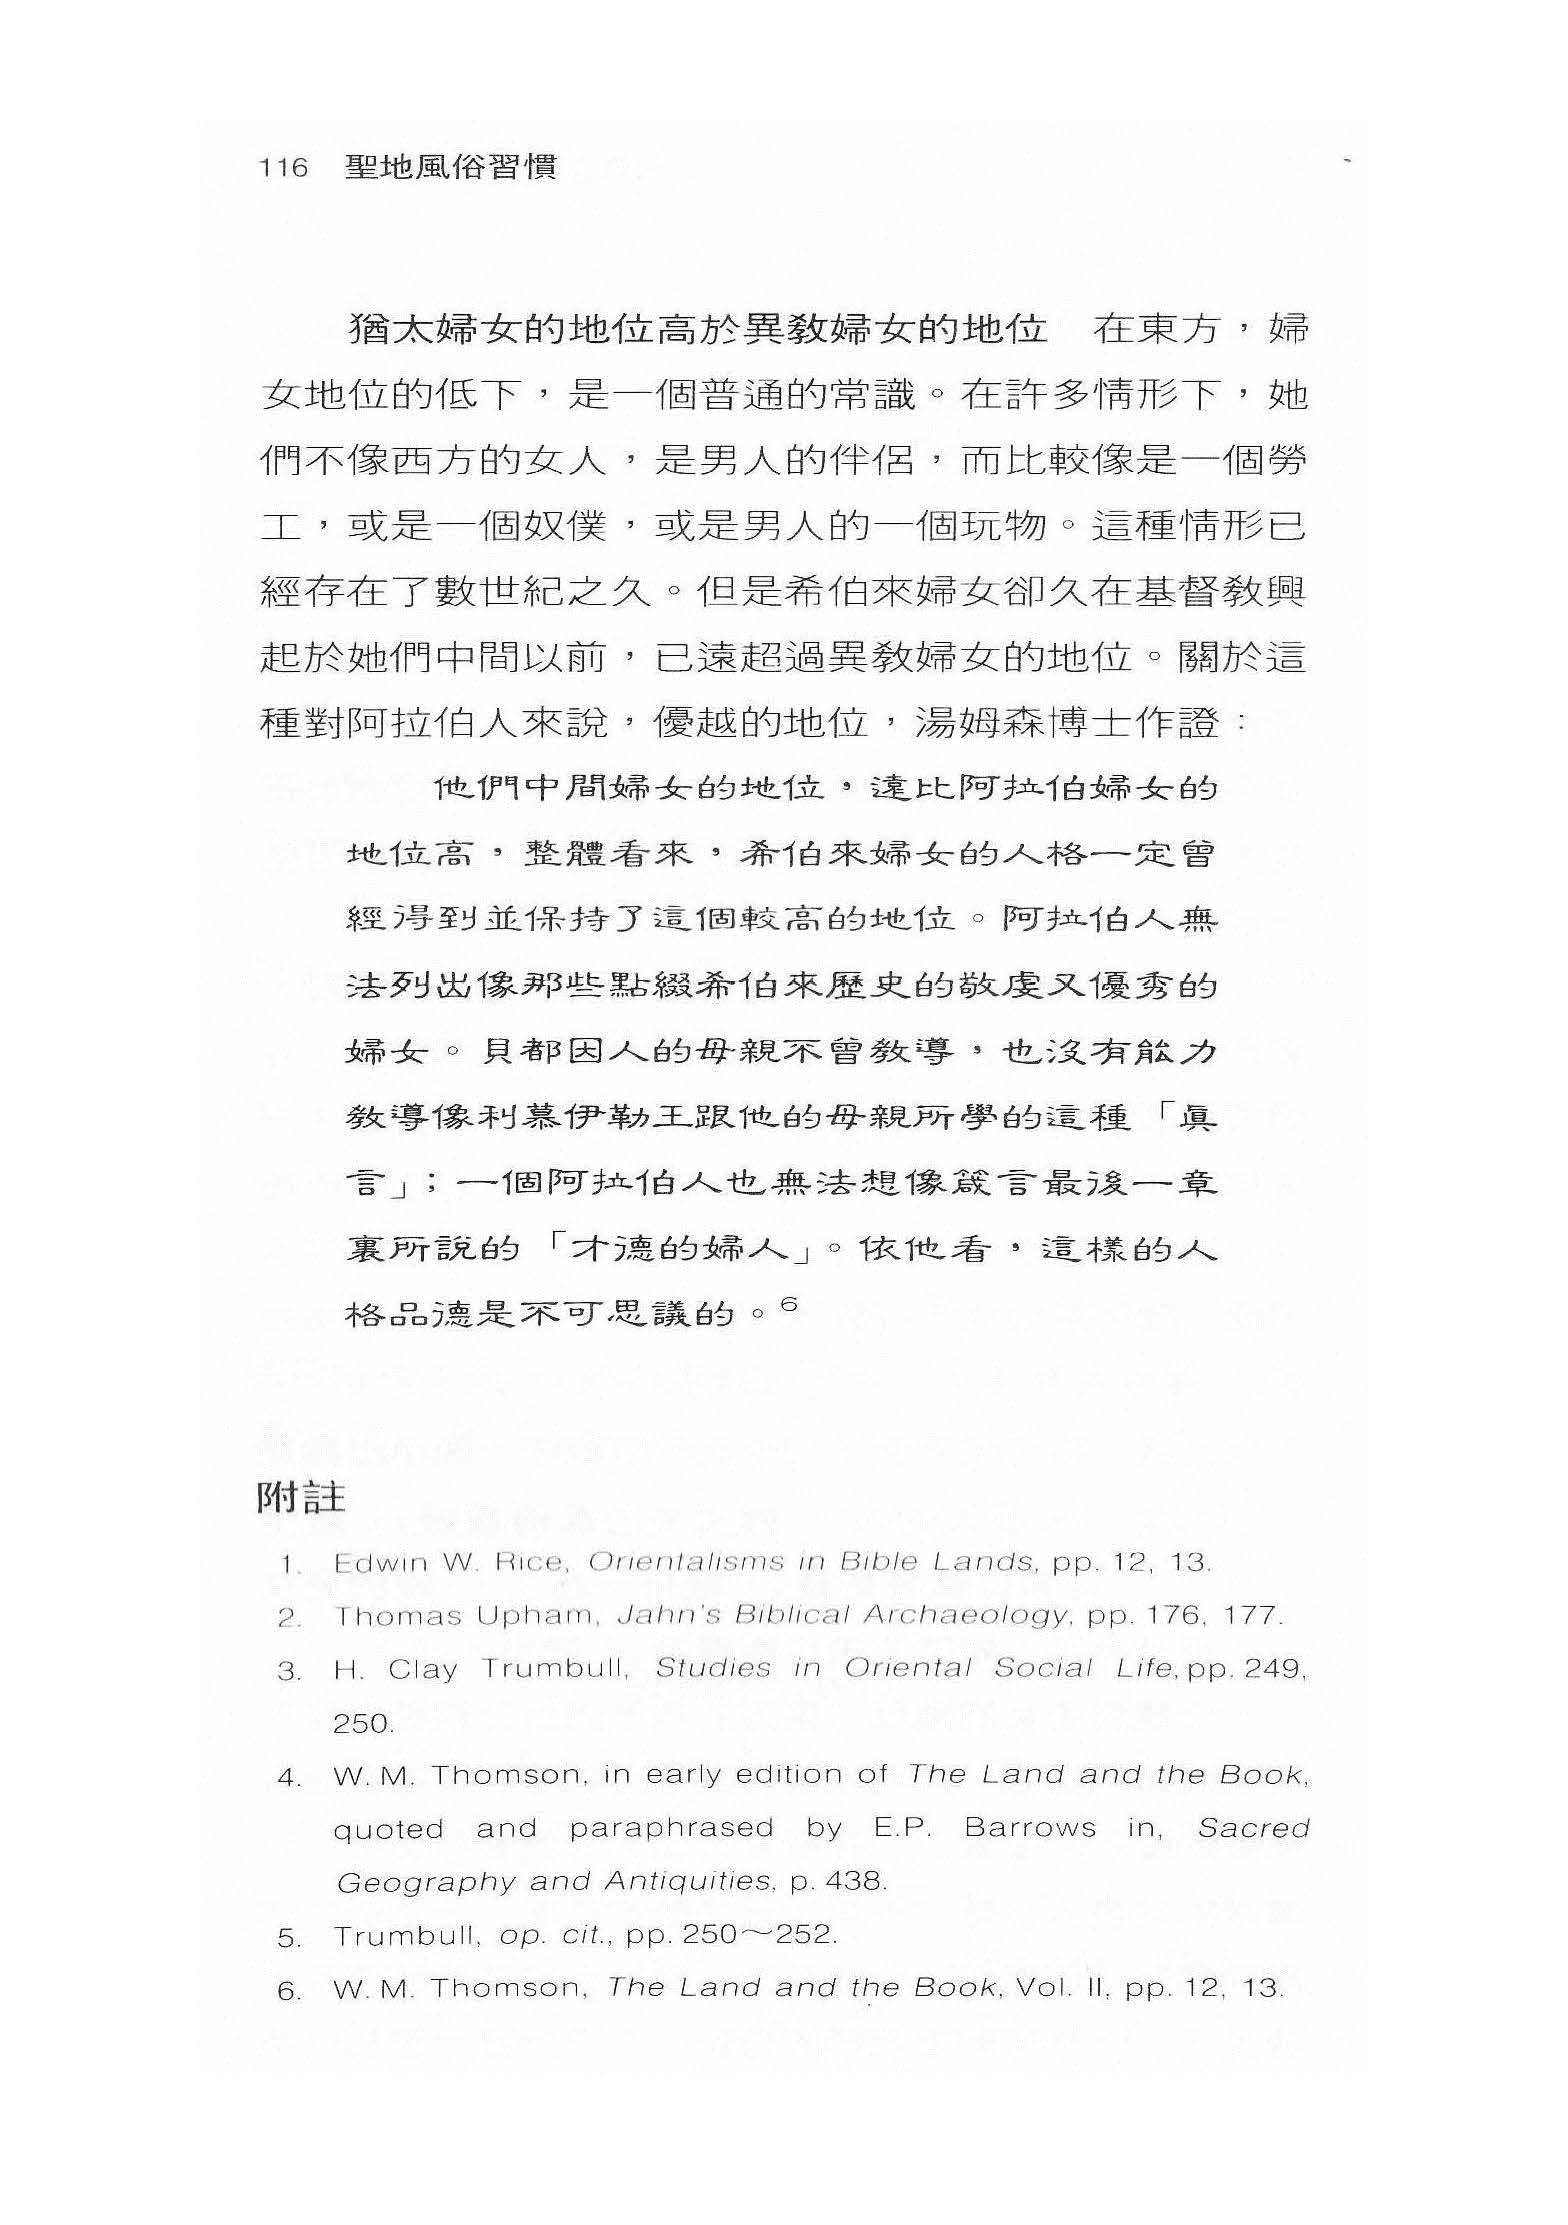 116 聖地風俗習慣
猶太婦女的地位高於異教婦女的地位 在東方，婦
女地位的低下，是一個普通的常識。在許多情形下，她
們不像西方的女人，是男人的伴侶，而比較像是一個勞
工，或是一個奴僕，或是男人的一個玩物。這種情形已
經存在了數世紀之久。但是希伯來婦女卻久在基督教興
起於她們中間以前，已遠超過異教婦女的地位。關於這
種對阿拉伯人來說，優越的地位，湯姆森博士作證：
他們中間婦女的地位，遠比阿拉伯婦女的
地位高，整體看來，希伯來婦女的人格一定曾
經得到並保持了這個較高的地位。阿拉伯人無
法列出像那些點綴希伯來歷史的敬虔又優秀的
婦女。貝都因人的母親不曾教導，也沒有能力
教導像利慕伊勒王跟他的母親所學的這種「真
言」；一個阿拉伯人也無法想像箴言最後一章
裏所說的「才德的婦人」。依他看，這樣的人
格品德是不可思議的。6
附註
1. Edwin W. Rice, Orientalisms in Bible Lands, pp. 12, 13.
2. Thomas Upham, Jahn's Biblical Archaeology, pp. 176, 177.
3. H. Clay Trumbull, Studies in Oriental Social Life, pp. 249,
250.
4. W. M. Thomson, in early edition of The Land and the Book,
quoted and paraphrased by E.P. Barrows in, Sacred
Geography and Antiquities, p. 438.
5. Trumbull, op. cit., pp. 250～252.
6. W. M. Thomson, The Land and the Book, Vol. II, pp. 12, 13.